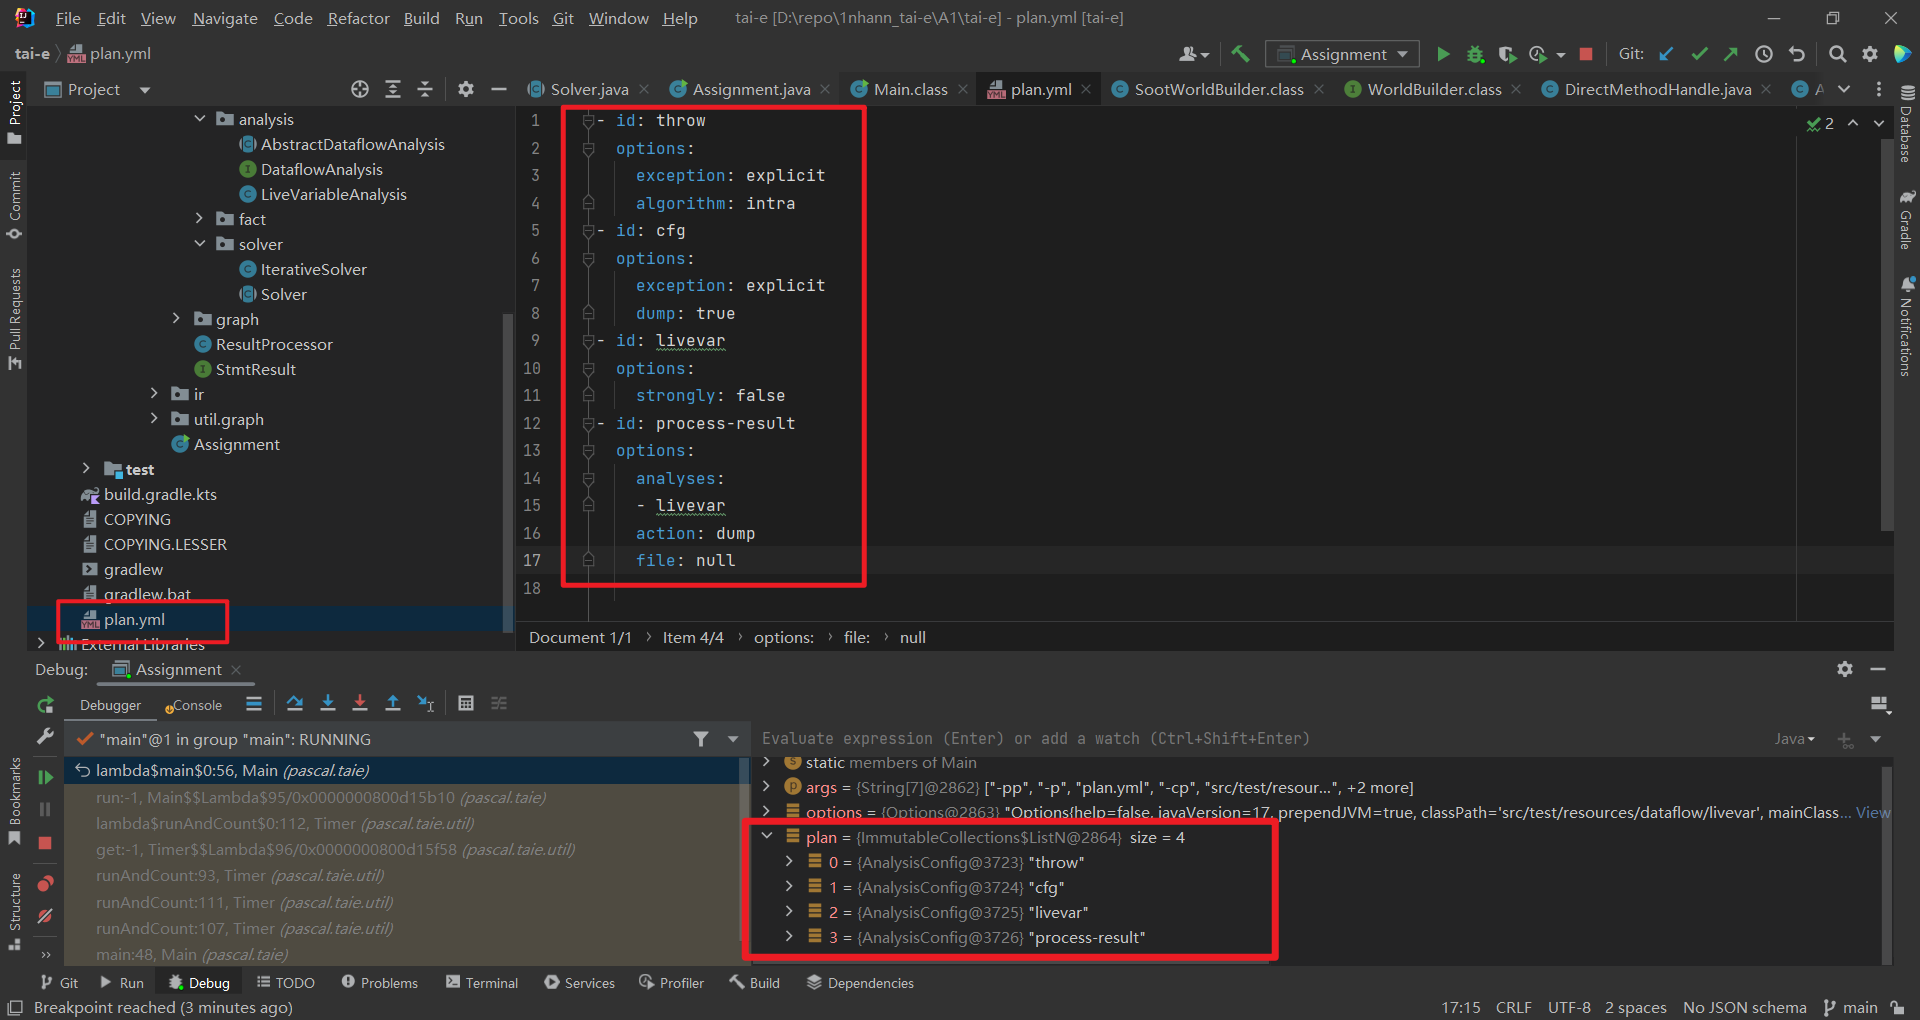 File Edit View Navigate Code Refactor Build Run Tools Git Window Help tai-e [D:\repo\1nhann_tai-e\A1\tai-e] - plan.yml [tai-e]
tai-e plan.yml Assignment Git:
Project Solver.java Assignment.java Main.class plan.yml SootWorldBuilder.class WorldBuilder.class DirectMethodHandle.java A
Project
Commit
Pull Requests
Bookmarks
Structure
analysis
AbstractDataflowAnalysis
DataflowAnalysis
LiveVariableAnalysis
fact
solver
IterativeSolver
Solver
graph
ResultProcessor
StmtResult
ir
util.graph
Assignment
test
build.gradle.kts
COPYING
COPYING.LESSER
gradlew
gradlew.bat
plan.yml
External Libraries
1 - id: throw
2 options:
3 exception: explicit
4 algorithm: intra
5 - id: cfg
6 options:
7 exception: explicit
8 dump: true
9 - id: livevar
10 options:
11 strongly: false
12 - id: process-result
13 options:
14 analyses:
15 - livevar
16 action: dump
17 file: null
18
2
Document 1/1 › Item 4/4 › options: › file: › null
Database
Gradle
Notifications
Debug: Assignment
Debugger Console
"main"@1 in group "main": RUNNING
lambda$main$0:56, Main (pascal.taie)
run:-1, Main$$Lambda$95/0x0000000800d15b10 (pascal.taie)
lambda$runAndCount$0:112, Timer (pascal.taie.util)
get:-1, Timer$$Lambda$96/0x0000000800d15f58 (pascal.taie.util)
runAndCount:93, Timer (pascal.taie.util)
runAndCount:111, Timer (pascal.taie.util)
runAndCount:107, Timer (pascal.taie.util)
main:48, Main (pascal.taie)
Evaluate expression (Enter) or add a watch (Ctrl+Shift+Enter) Java
static members of Main
args = {String[7]@2862} ["-pp", "-p", "plan.yml", "-cp", "src/test/resour...", +2 more]
options = {Options@2863} "Options{help=false, javaVersion=17, prependJVM=true, classPath='src/test/resources/dataflow/livevar', mainClass... View
plan = {ImmutableCollections$ListN@2864} size = 4
0 = {AnalysisConfig@3723} "throw"
1 = {AnalysisConfig@3724} "cfg"
2 = {AnalysisConfig@3725} "livevar"
3 = {AnalysisConfig@3726} "process-result"
Git Run Debug TODO Problems Terminal Services Profiler Build Dependencies
Breakpoint reached (3 minutes ago) 17:15 CRLF UTF-8 2 spaces No JSON schema main